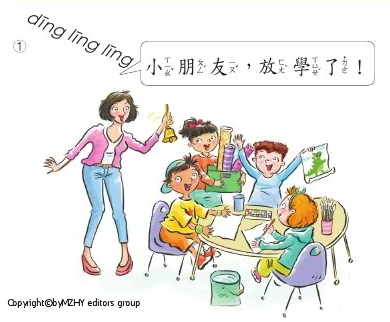 dīng līng līng
①
小朋友，放學了！
Copyright©byMZHY editors group